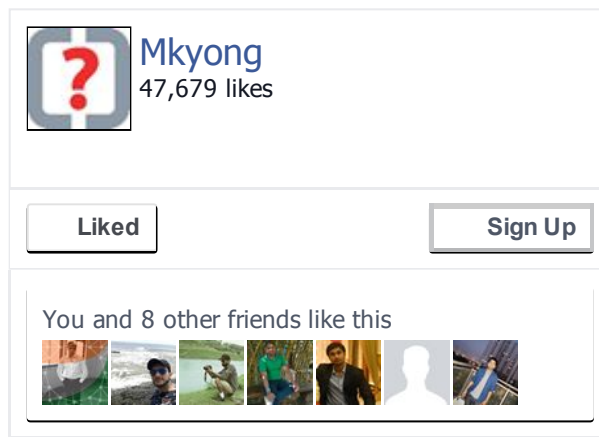 Mkyong
47,679 likes
Liked
Sign Up
You and 8 other friends like this